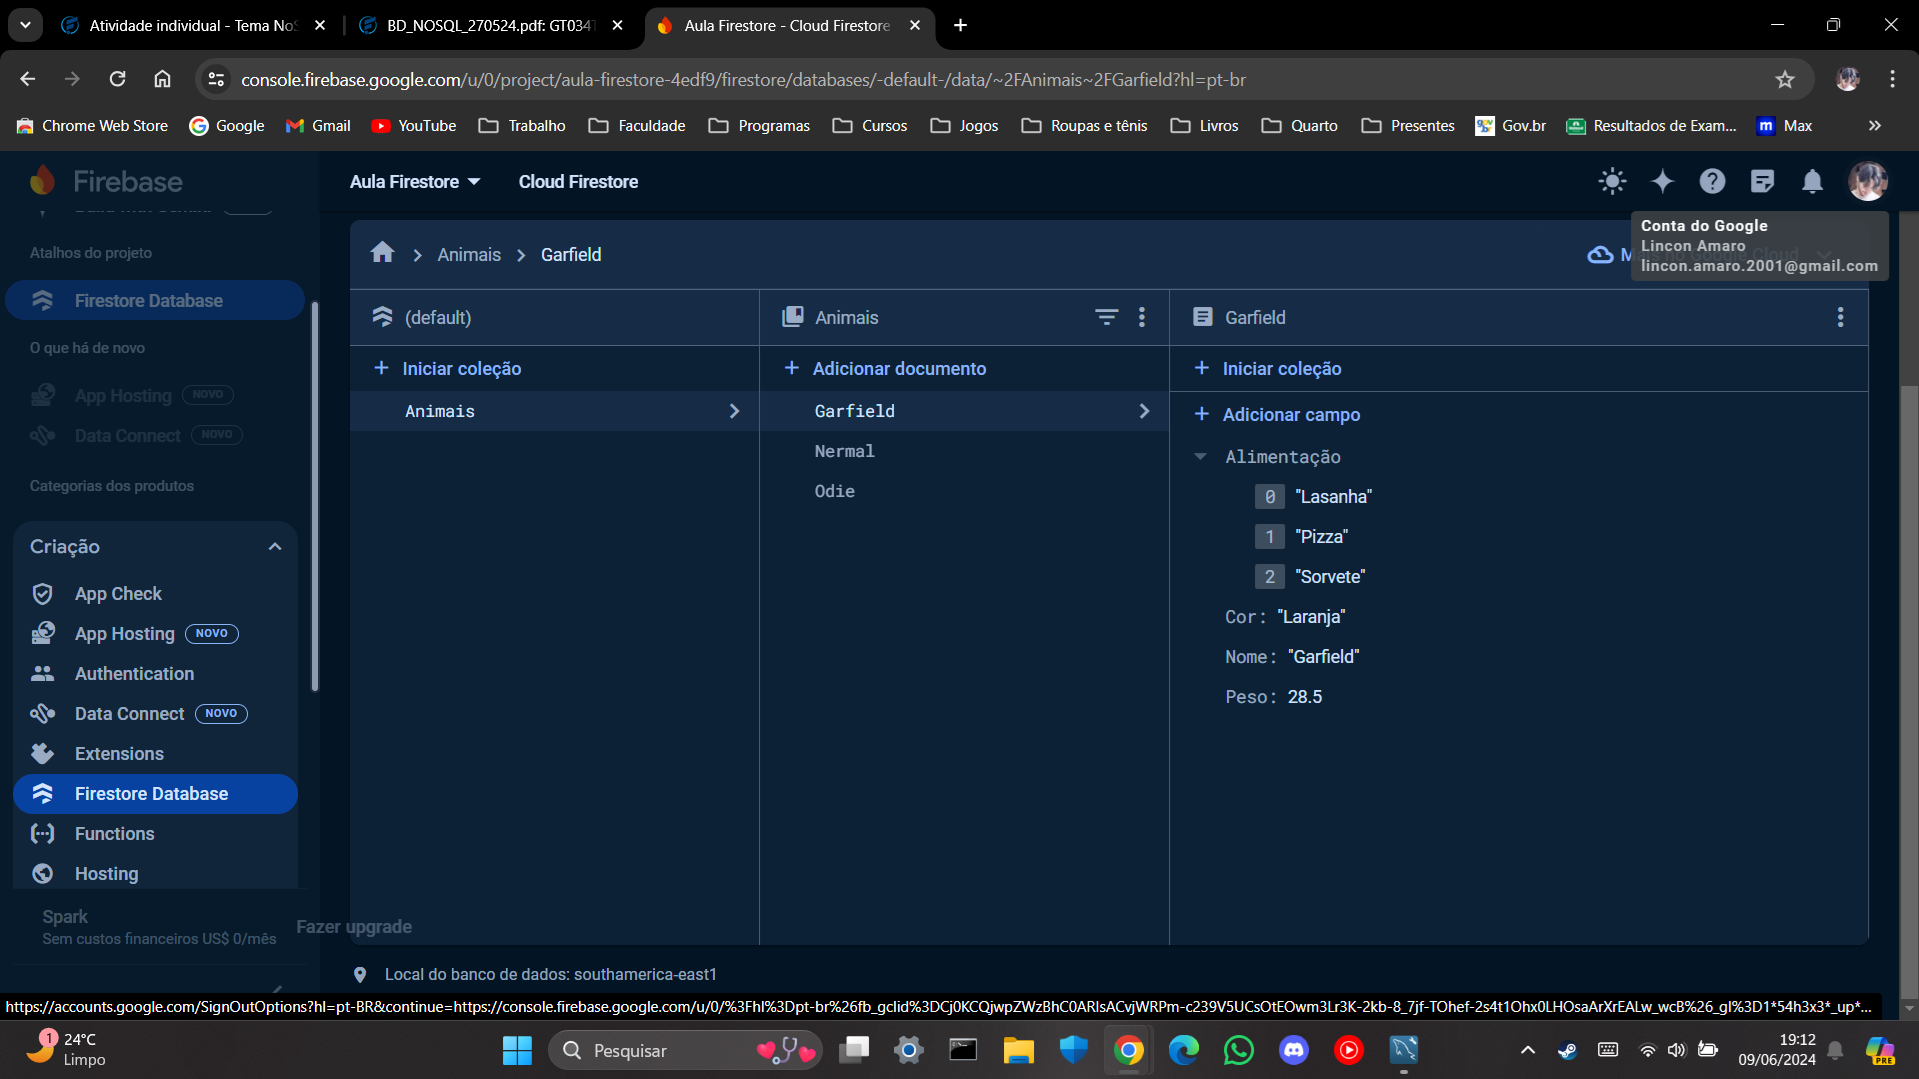 Atividade individual - Tema NoS
BD_NOSQL_270524.pdf: GT034T
Aula Firestore - Cloud Firestore
console.firebase.google.com/u/0/project/aula-firestore-4edf9/firestore/databases/-default-/data/~2FAnimais~2FGarfield?hl=pt-br
Chrome Web Store
Google
Gmail
YouTube
Trabalho
Faculdade
Programas
Cursos
Jogos
Roupas e tênis
Livros
Quarto
Presentes
Gov.br
Resultados de Exam...
Max
Firebase
Aula Firestore
Cloud Firestore
Conta do Google
Lincon Amaro
lincon.amaro.2001@gmail.com
Atalhos do projeto
Firestore Database
O que há de novo
App Hosting NOVO
Data Connect NOVO
Categorias dos produtos
Criação
App Check
App Hosting NOVO
Authentication
Data Connect NOVO
Extensions
Firestore Database
Functions
Hosting
Spark
Sem custos financeiros US$ 0/mês
Fazer upgrade
Animais
Garfield
(default)
Iniciar coleção
Animais
Animais
Adicionar documento
Garfield
Nermal
Odie
Garfield
Iniciar coleção
Adicionar campo
Alimentação
0 "Lasanha"
1 "Pizza"
2 "Sorvete"
Cor: "Laranja"
Nome: "Garfield"
Peso: 28.5
Local do banco de dados: southamerica-east1
https://accounts.google.com/SignOutOptions?hl=pt-BR&continue=https://console.firebase.google.com/u/0/%3Fhl%3Dpt-br%26fb_gclid%3DCj0KCQjwpZWzBhC0ARIsACvjWRPm-c239V5UCsOtEOwm3Lr3K-2kb-8_7jf-TOhef-2s4t1Ohx0LHOsaArXrEALw_wcB%26_gl%3D1*54h3x3*_up*...
1
24°C
Limpo
Pesquisar
19:12
09/06/2024
PRE